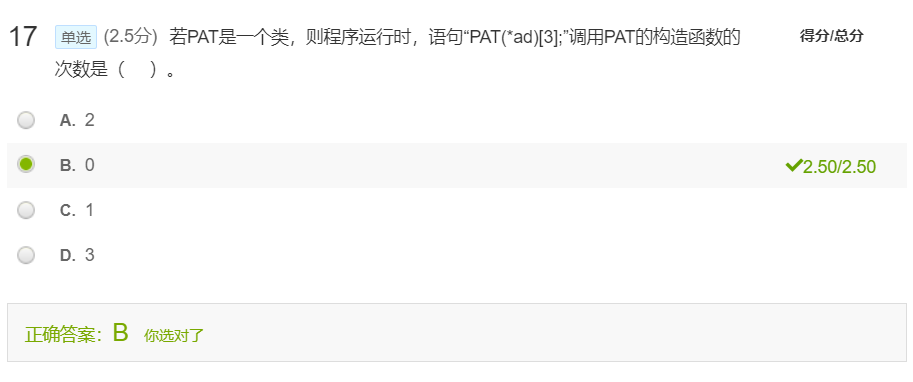 17 单选 (2.5分) 若PAT是一个类，则程序运行时，语句“PAT(*ad)[3];”调用PAT的构造函数的 得分/总分
次数是（ ）。
A. 2
B. 0 2.50/2.50
C. 1
D. 3
正确答案：B 你选对了